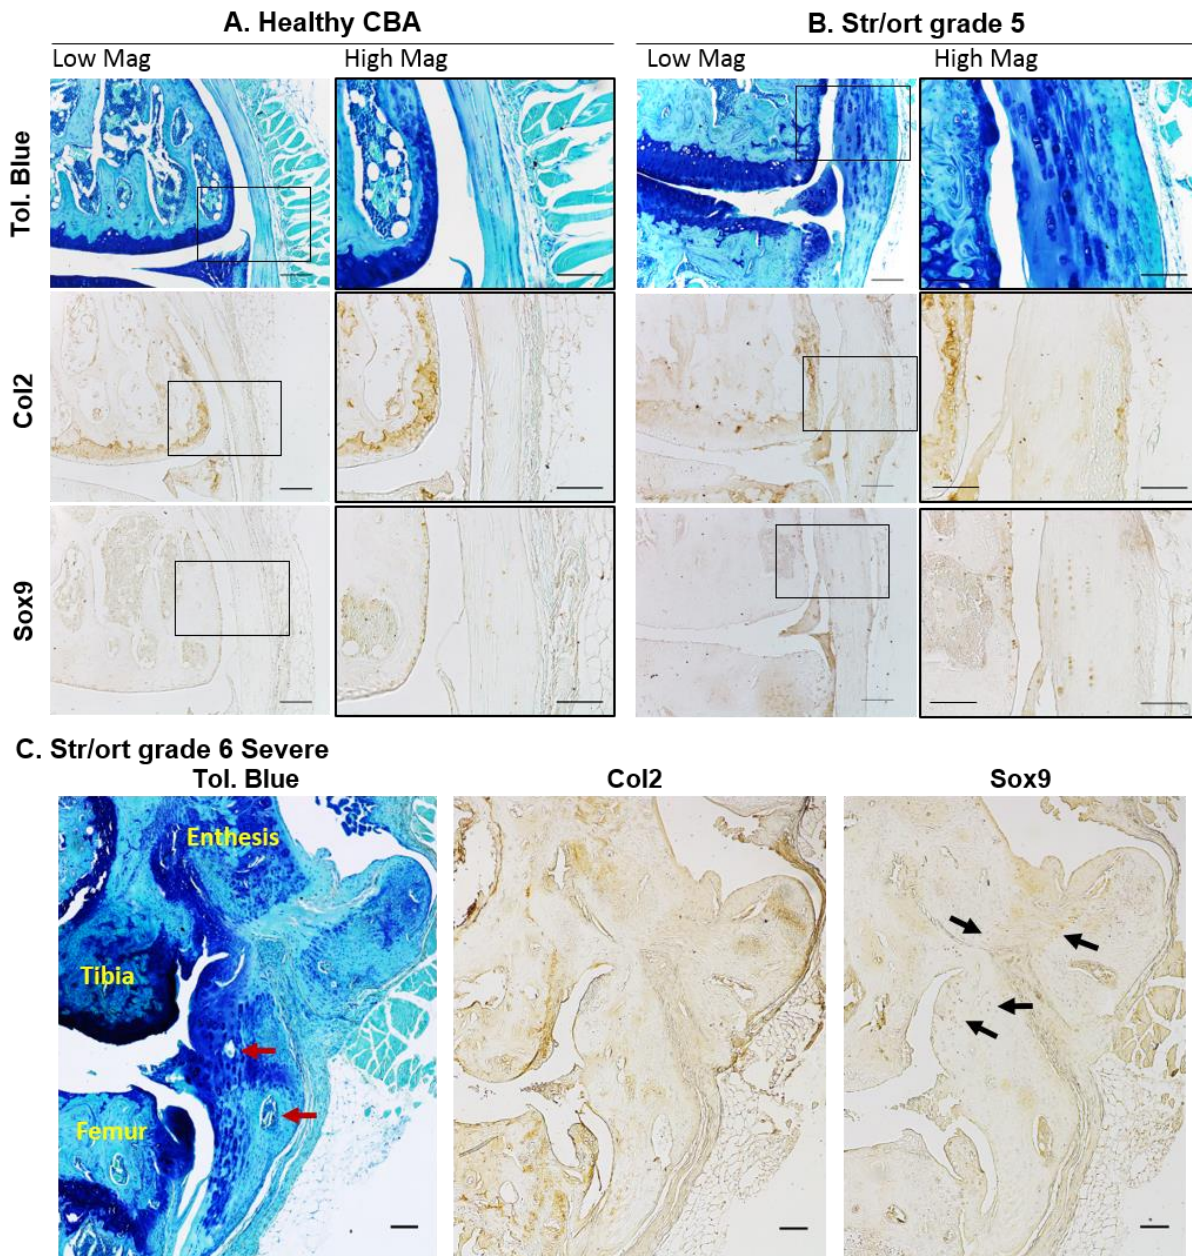 A. Healthy CBA
B. Str/ort grade 5
Low Mag
High Mag
Low Mag
High Mag
Tol. Blue
Col2
Sox9
C. Str/ort grade 6 Severe
Tol. Blue
Col2
Sox9
Enthesis
Tibia
Femur